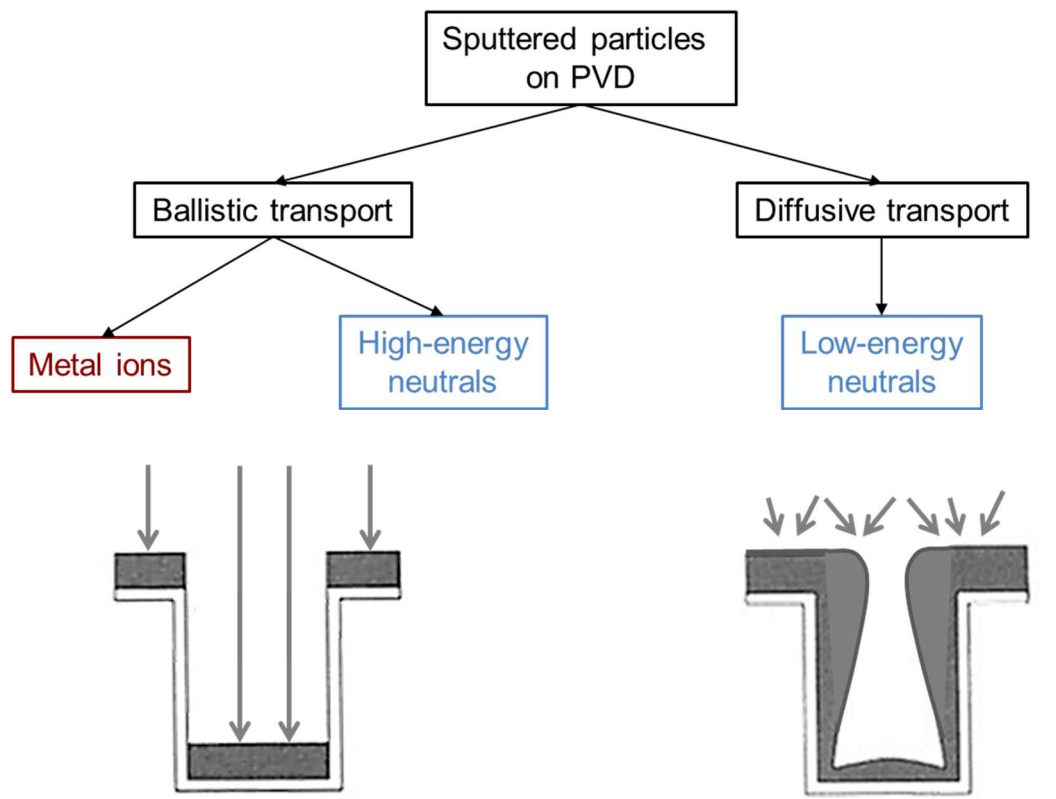 Sputtered particles
on PVD
Ballistic transport
Diffusive transport
Metal ions
High-energy
neutrals
Low-energy
neutrals